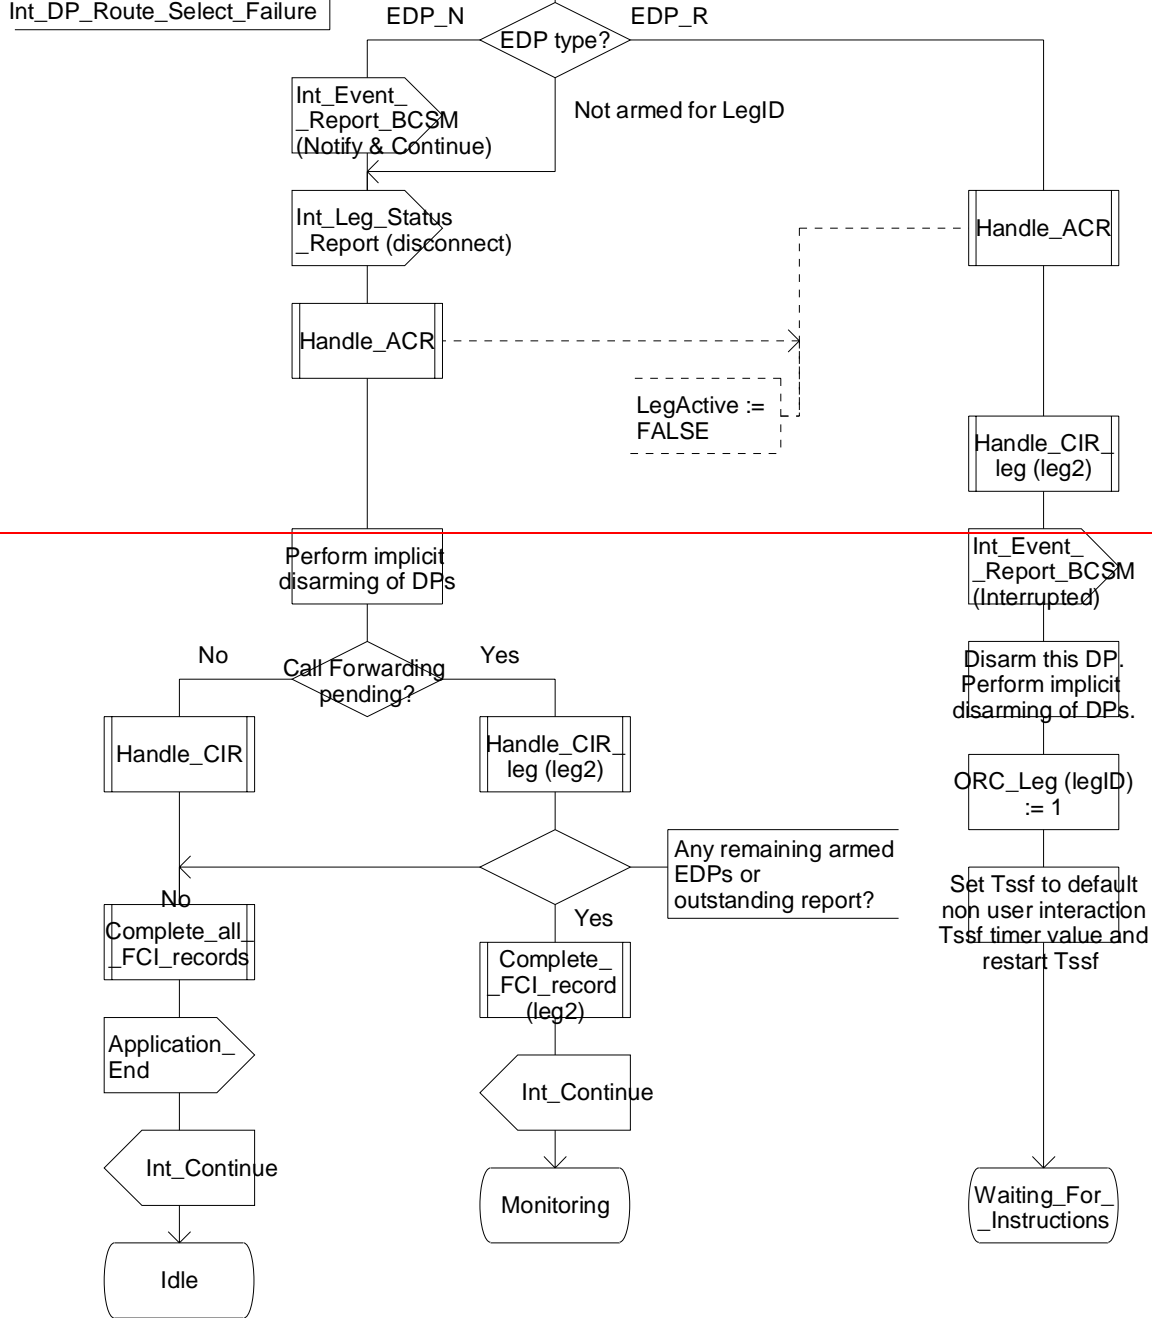 Int_DP_Route_Select_Failure
EDP_N
EDP_R
EDP type?
Int_Event_
_Report_BCSM
(Notify & Continue)
Not armed for LegID
Int_Leg_Status
_Report (disconnect)
Handle_ACR
Handle_ACR
LegActive :=
FALSE
Handle_CIR_
leg (leg2)
Perform implicit
disarming of DPs
Int_Event_
_Report_BCSM
(Interrupted)
No
Call Forwarding
pending?
Yes
Disarm this DP.
Perform implicit
disarming of DPs.
Handle_CIR
Handle_CIR_
leg (leg2)
ORC_Leg (legID)
:= 1
Any remaining armed
EDPs or
outstanding report?
No
Yes
Set Tssf to default
non user interaction
Tssf timer value and
restart Tssf
Complete_all_
_FCI_records
Complete_
_FCI_record
(leg2)
Application_
End
Int_Continue
Int_Continue
Monitoring
Waiting_For_
_Instructions
Idle